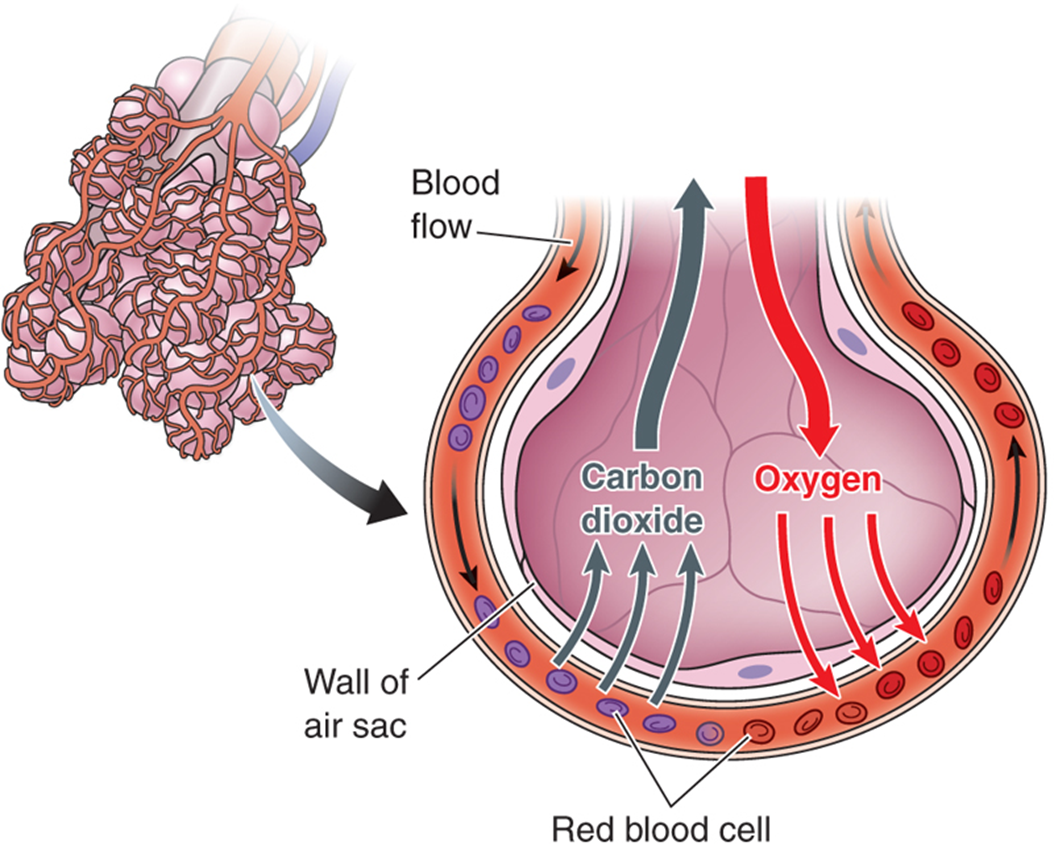 Blood
flow
Carbon
dioxide
Oxygen
Wall of
air sac
Red blood cell